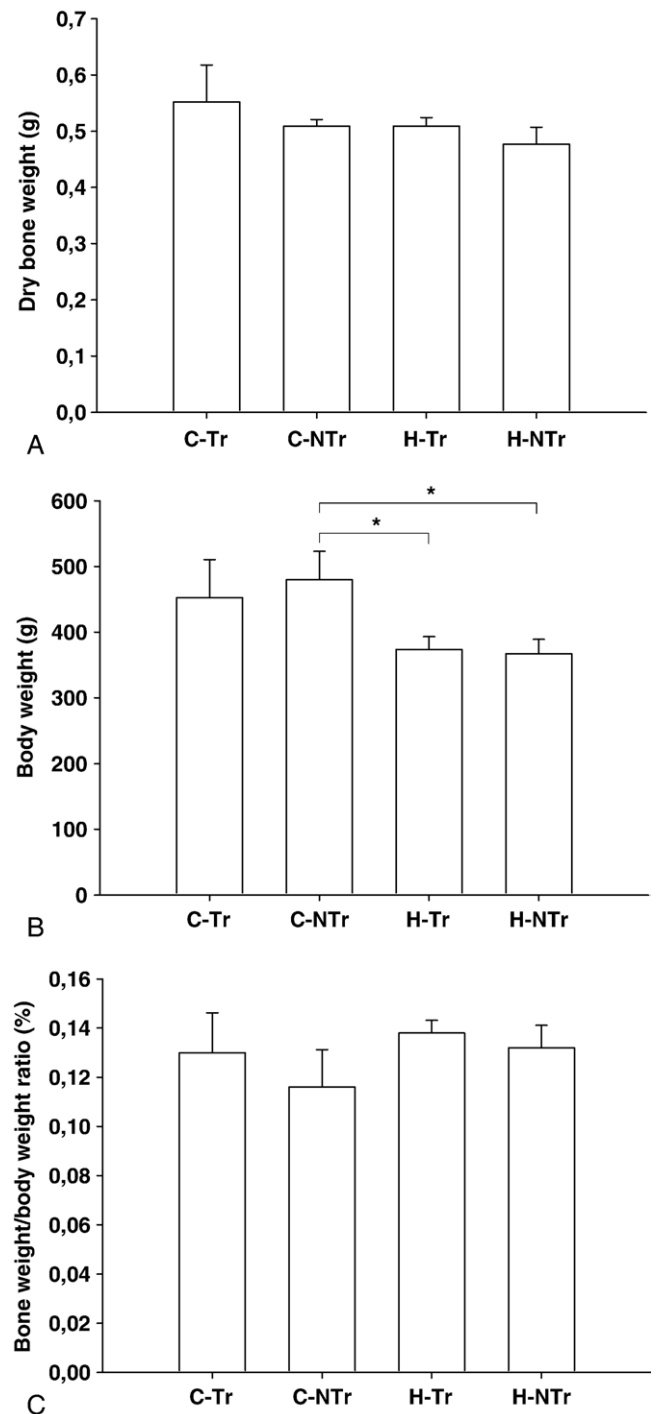 0,7
0,6
0,5
0,4
0,3
0,2
0,1
0,0
Dry bone weight (g)
C-Tr C-NTr H-Tr H-NTr
A
600
500
400
300
200
100
0
Body weight (g)
*
*
C-Tr C-NTr H-Tr H-NTr
B
0,16
0,14
0,12
0,10
0,08
0,06
0,04
0,02
0,00
Bone weight/body weight ratio (%)
C-Tr C-NTr H-Tr H-NTr
C